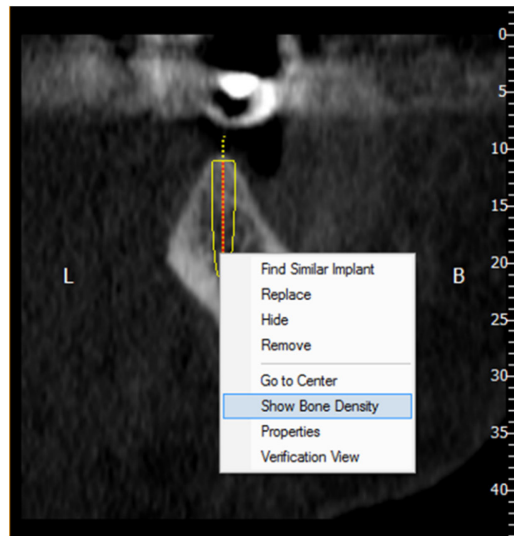 0
5
10
15
20
25
30
35
40
L
B
Find Similar Implant
Replace
Hide
Remove
Go to Center
Show Bone Density
Properties
Verification View